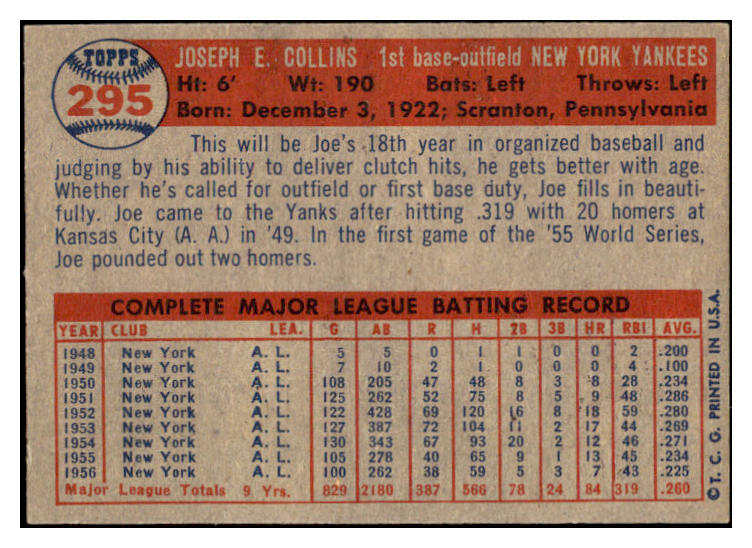 TOPPS
295
JOSEPH E. COLLINS 1st base-outfield NEW YORK YANKEES
Ht: 6' Wt: 190 Bats: Left Throws: Left
Born: December 3, 1922; Scranton, Pennsylvania
This will be Joe's 18th year in organized baseball and
judging by his ability to deliver clutch hits, he gets better with age.
Whether he's called for outfield or first base duty, Joe fills in beauti-
fully. Joe came to the Yanks after hitting .319 with 20 homers at
Kansas City (A. A.) in '49. In the first game of the '55 World Series,
Joe pounded out two homers.
COMPLETE MAJOR LEAGUE BATTING RECORD
YEAR CLUB LEA. G AB R H 2B 3B HR RBI AVG.
1948 New York A. L. 5 5 0 1 1 0 0 2 .200
1949 New York A. L. 7 10 2 1 0 0 0 4 .100
1950 New York A. L. 108 205 47 48 8 3 8 28 .234
1951 New York A. L. 125 262 52 75 8 5 9 48 .286
1952 New York A. L. 122 428 69 120 16 8 18 59 .280
1953 New York A. L. 127 387 72 104 11 2 17 44 .269
1954 New York A. L. 130 343 67 93 20 2 12 46 .271
1955 New York A. L. 105 278 40 65 9 1 13 45 .234
1956 New York A. L. 100 262 38 59 5 3 7 43 .225
Major League Totals 9 Yrs. 829 2180 387 566 78 24 84 319 .260
© T. C. G. PRINTED IN U.S.A.